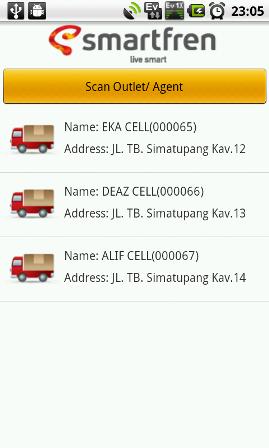 23:05
smartfren
live smart
Scan Outlet/ Agent
Name: EKA CELL(000065)
Address: JL. TB. Simatupang Kav.12
Name: DEAZ CELL(000066)
Address: JL. TB. Simatupang Kav.13
Name: ALIF CELL(000067)
Address: JL. TB. Simatupang Kav.14